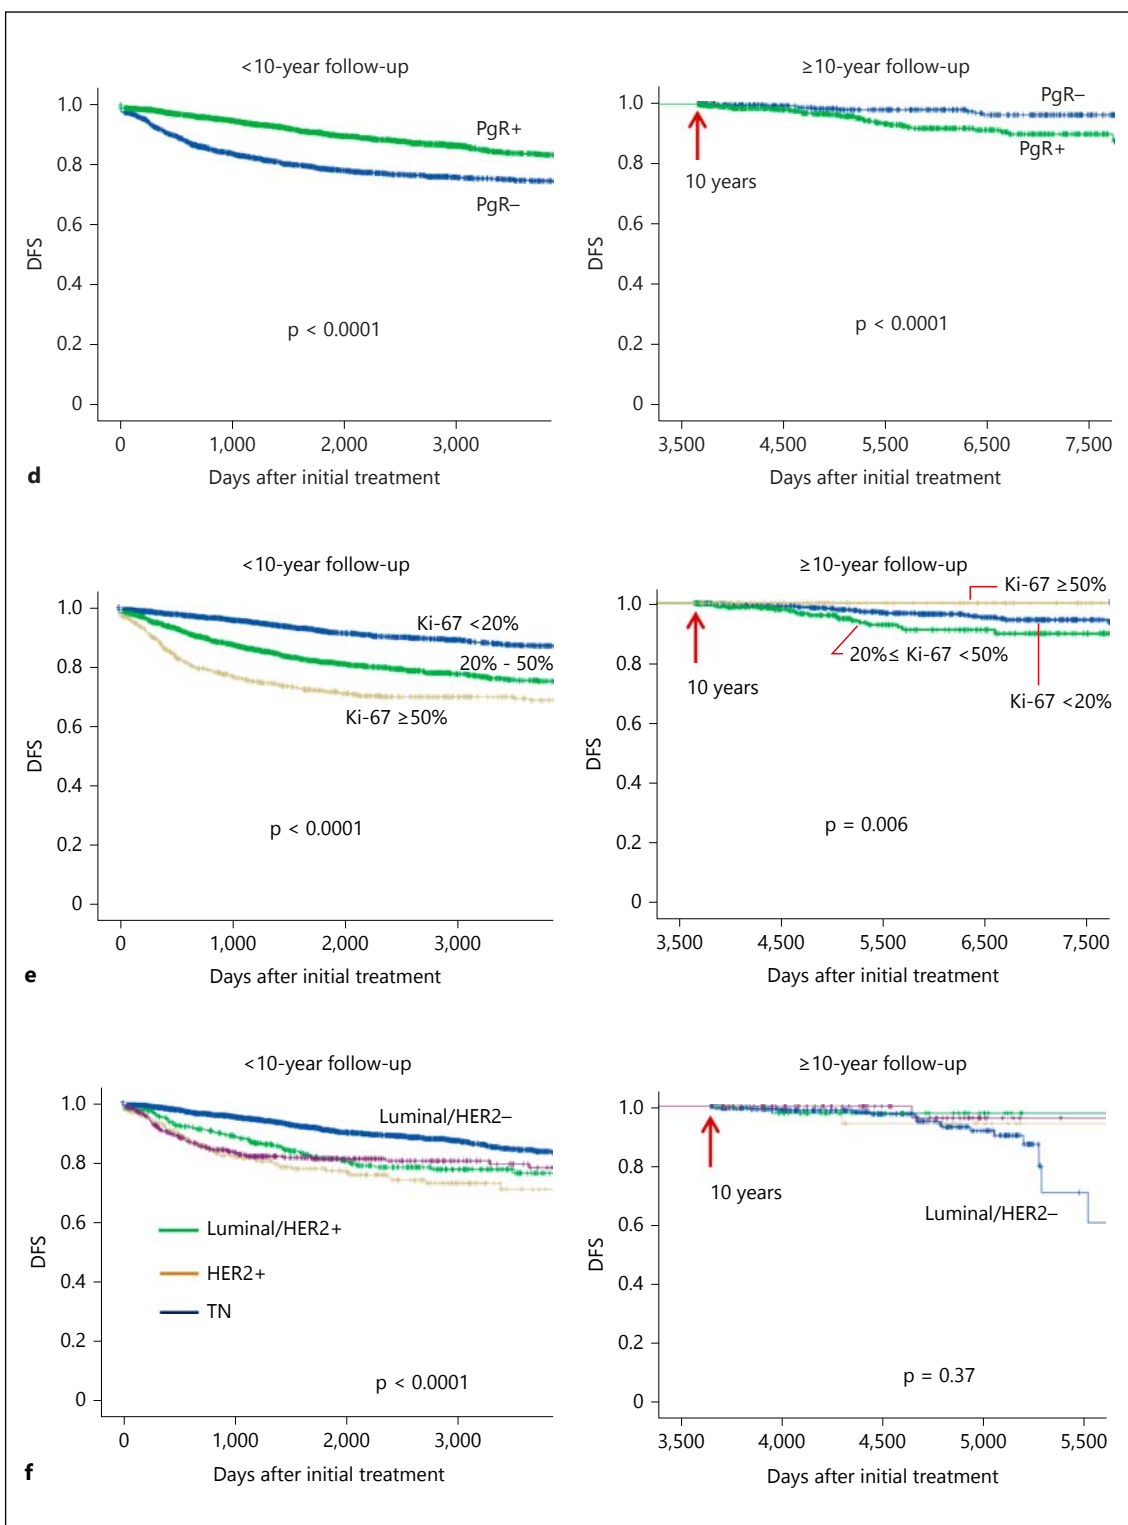 <10-year follow-up
1.0
0.8
0.6
0.4
0.2
0
DFS
PgR+
PgR–
p < 0.0001
0 1,000 2,000 3,000
Days after initial treatment
≥10-year follow-up
1.0
0.8
0.6
0.4
0.2
0
DFS
PgR–
PgR+
10 years
p < 0.0001
3,500 4,500 5,500 6,500 7,500
Days after initial treatment
d
<10-year follow-up
1.0
0.8
0.6
0.4
0.2
0
DFS
Ki-67 <20%
20% - 50%
Ki-67 ≥50%
p < 0.0001
0 1,000 2,000 3,000
Days after initial treatment
≥10-year follow-up
1.0
0.8
0.6
0.4
0.2
0
DFS
Ki-67 ≥50%
20%≤ Ki-67 <50%
10 years
Ki-67 <20%
p = 0.006
3,500 4,500 5,500 6,500 7,500
Days after initial treatment
e
<10-year follow-up
1.0
0.8
0.6
0.4
0.2
0
DFS
Luminal/HER2–
Luminal/HER2+
HER2+
TN
p < 0.0001
0 1,000 2,000 3,000
Days after initial treatment
≥10-year follow-up
1.0
0.8
0.6
0.4
0.2
0
DFS
10 years
Luminal/HER2–
p = 0.37
3,500 4,000 4,500 5,000 5,500
Days after initial treatment
f